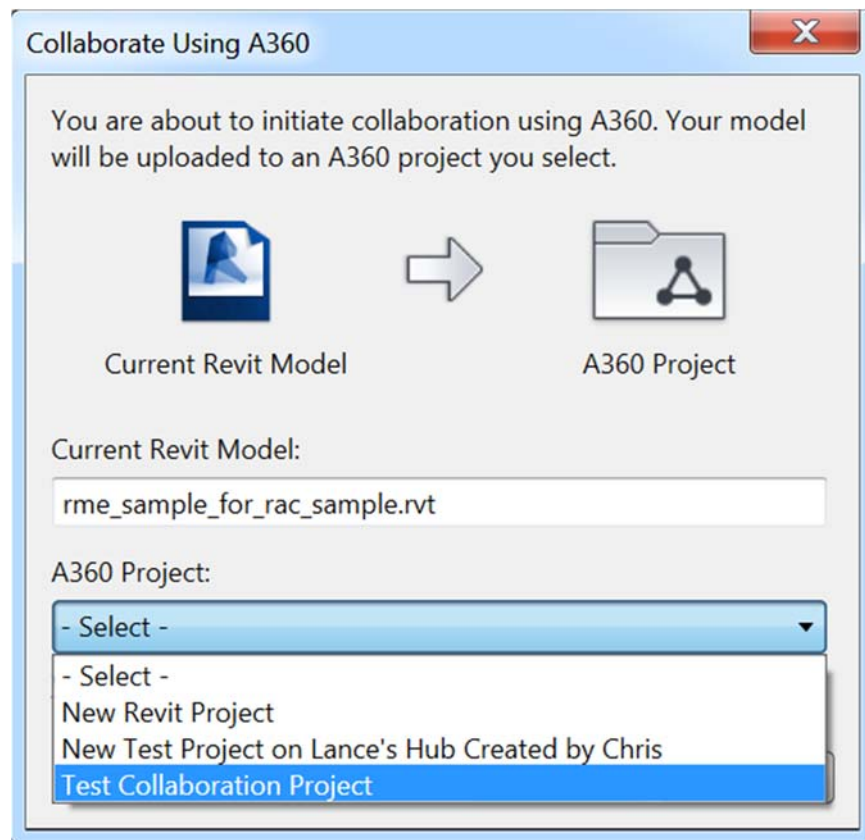 Collaborate Using A360
You are about to initiate collaboration using A360. Your model
will be uploaded to an A360 project you select.
Current Revit Model
A360 Project
Current Revit Model:
rme_sample_for_rac_sample.rvt
A360 Project:
- Select -
- Select -
New Revit Project
New Test Project on Lance's Hub Created by Chris
Test Collaboration Project